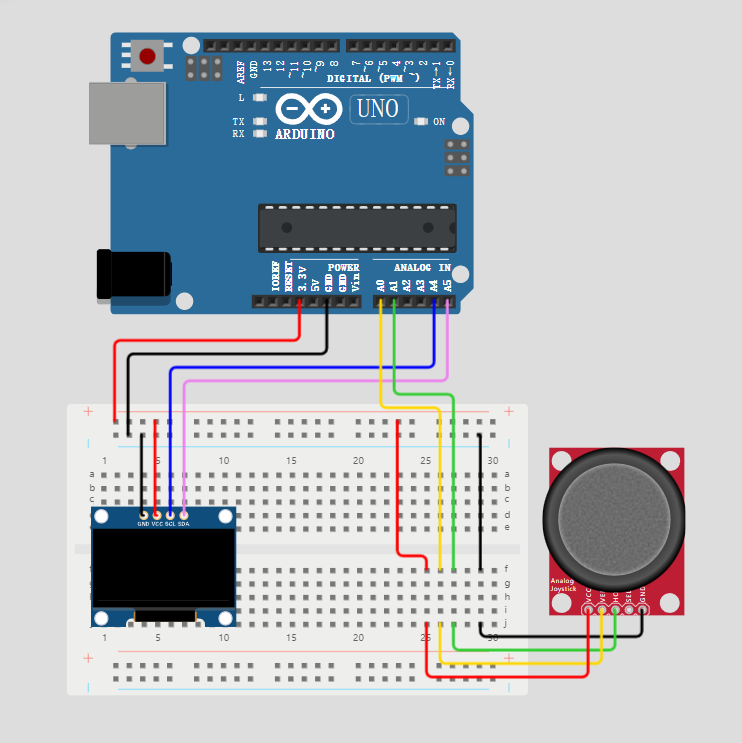 AREF
GND
13
12
~11
~10
~9
8
7
~6
~5
4
~3
2
TX→1
RX←0
DIGITAL (PWM ~)
L
TX
RX
UNO
ARDUINO
ON
IOREF
RESET
3.3V
5V
GND
GND
Vin
POWER
ANALOG IN
A0
A1
A2
A3
A4
A5
1 5 10 15 20 25 30
a a
b b
c c
d
e
GND VCC SCL SDA
f
g
h
i
j
1 5 10 15 20 25 30
Analog
Joystick
VCC
HO
SEL
GND